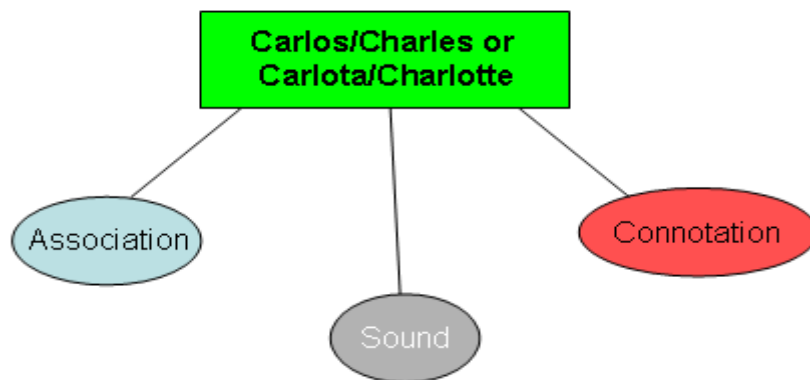 Carlos/Charles or
Carlota/Charlotte
Association
Connotation
Sound